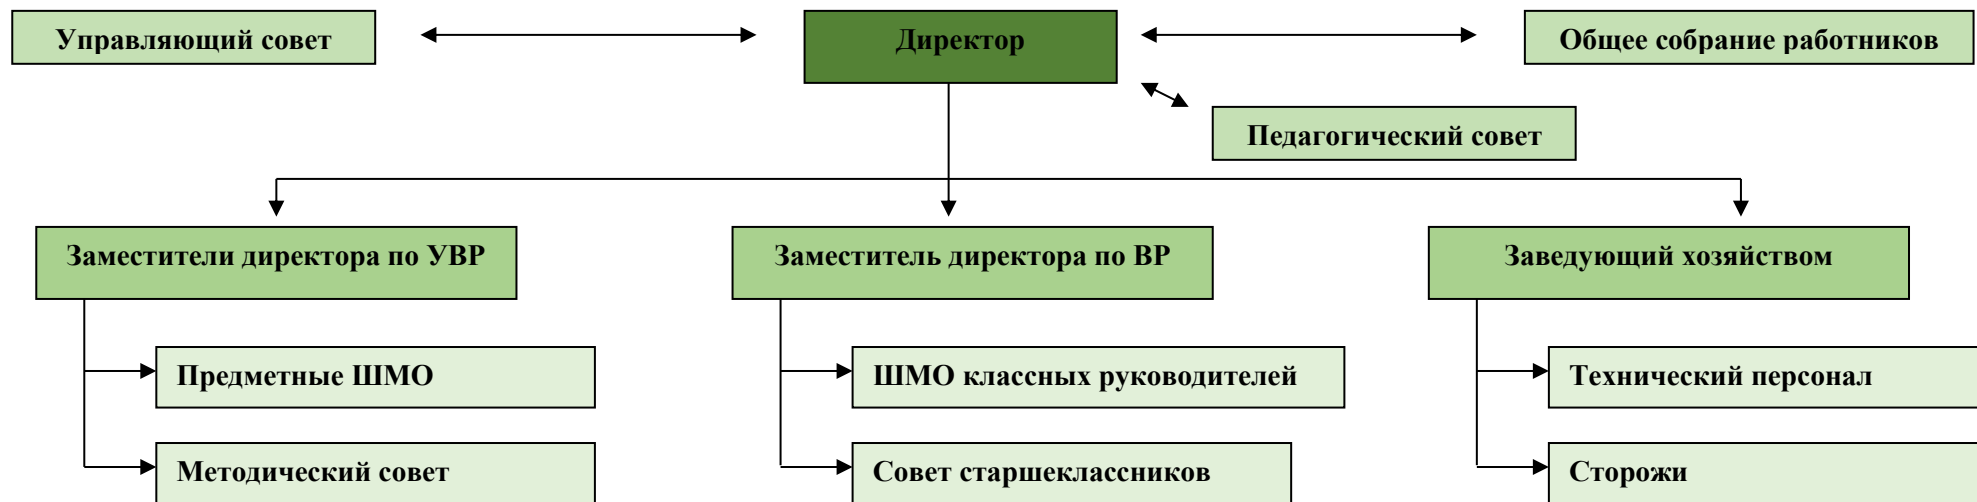 Управляющий совет
Директор
Общее собрание работников
Педагогический совет
Заместители директора по УВР
Заместитель директора по ВР
Заведующий хозяйством
Предметные ШМО
ШМО классных руководителей
Технический персонал
Методический совет
Совет старшеклассников
Сторожи